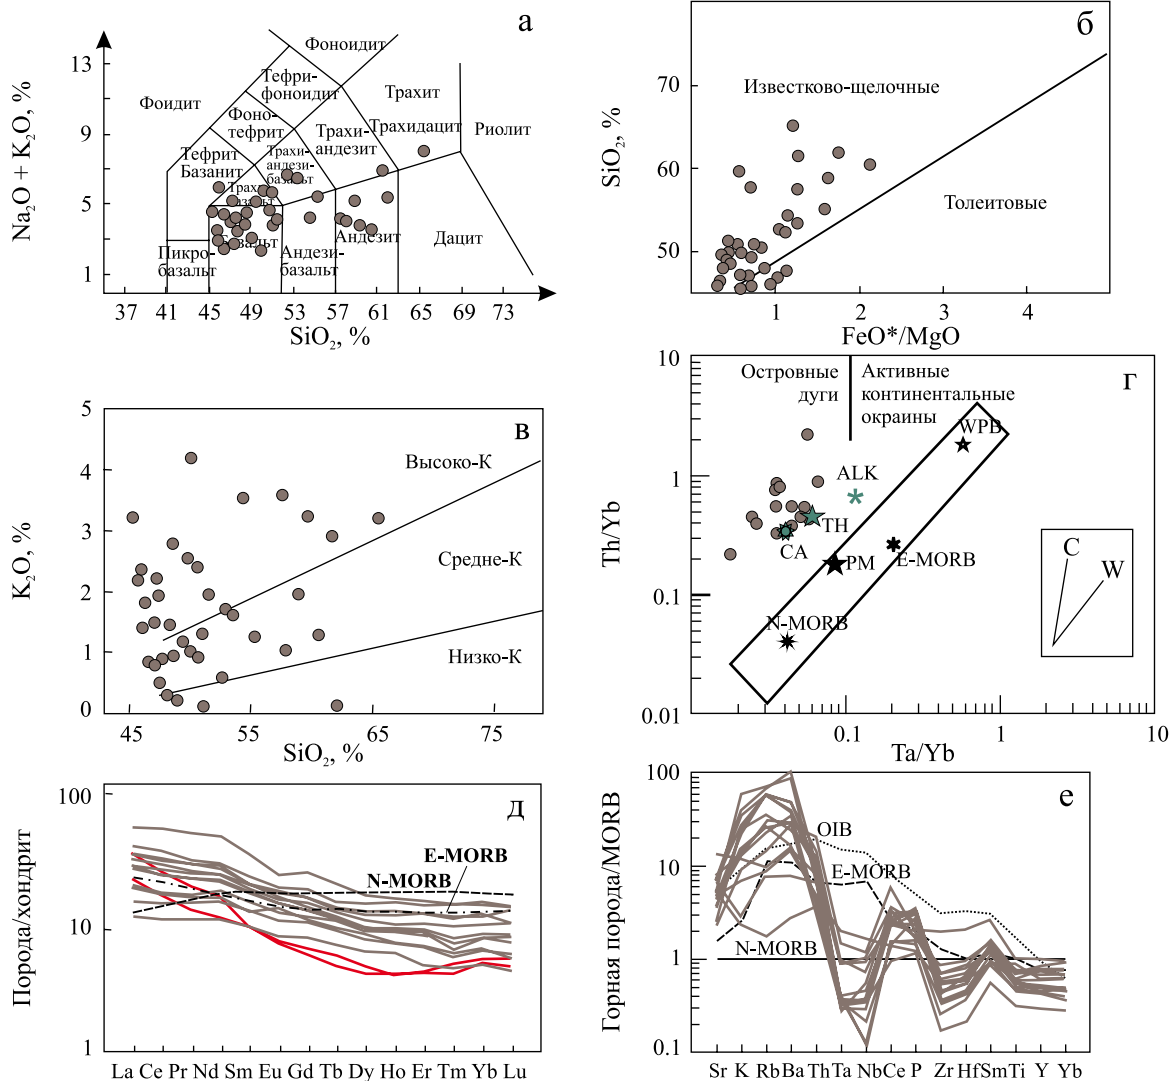 а
Na₂O + K₂O, %
13
9
5
1
Фоноидит
Тефри-
фоноидит
Фоидит
Трахит
Фоно-
тефрит
Трахи-
андезит
Трахидацит
Риолит
Тефрит
Базанит
Трахи-
андези-
базальт
Трахи-
базальт
Пикро-
базальт
Базальт
Андези-
базальт
Андезит
Дацит
37 41 45 49 53 57 61 65 69 73
SiO₂, %
б
SiO₂, %
70
60
50
Известково-щелочные
Толеитовые
1 2 3 4
FeO*/MgO
в
K₂O, %
5
4
3
2
1
0
Высоко-К
Средне-К
Низко-К
45 55 65 75
SiO₂, %
г
Th/Yb
10
1
0.1
0.01
Островные
дуги
Активные
континентальные
окраины
WPB
ALK
TH
CA
PM
E-MORB
N-MORB
C
W
0.1 1 10
Ta/Yb
д
Порода/хондрит
100
10
1
E-MORB
N-MORB
La Ce Pr Nd Sm Eu Gd Tb Dy Ho Er Tm Yb Lu
е
Горная порода/MORB
100
10
1
0.1
OIB
E-MORB
N-MORB
Sr K Rb Ba Th Ta Nb Ce P Zr Hf Sm Ti Y Yb